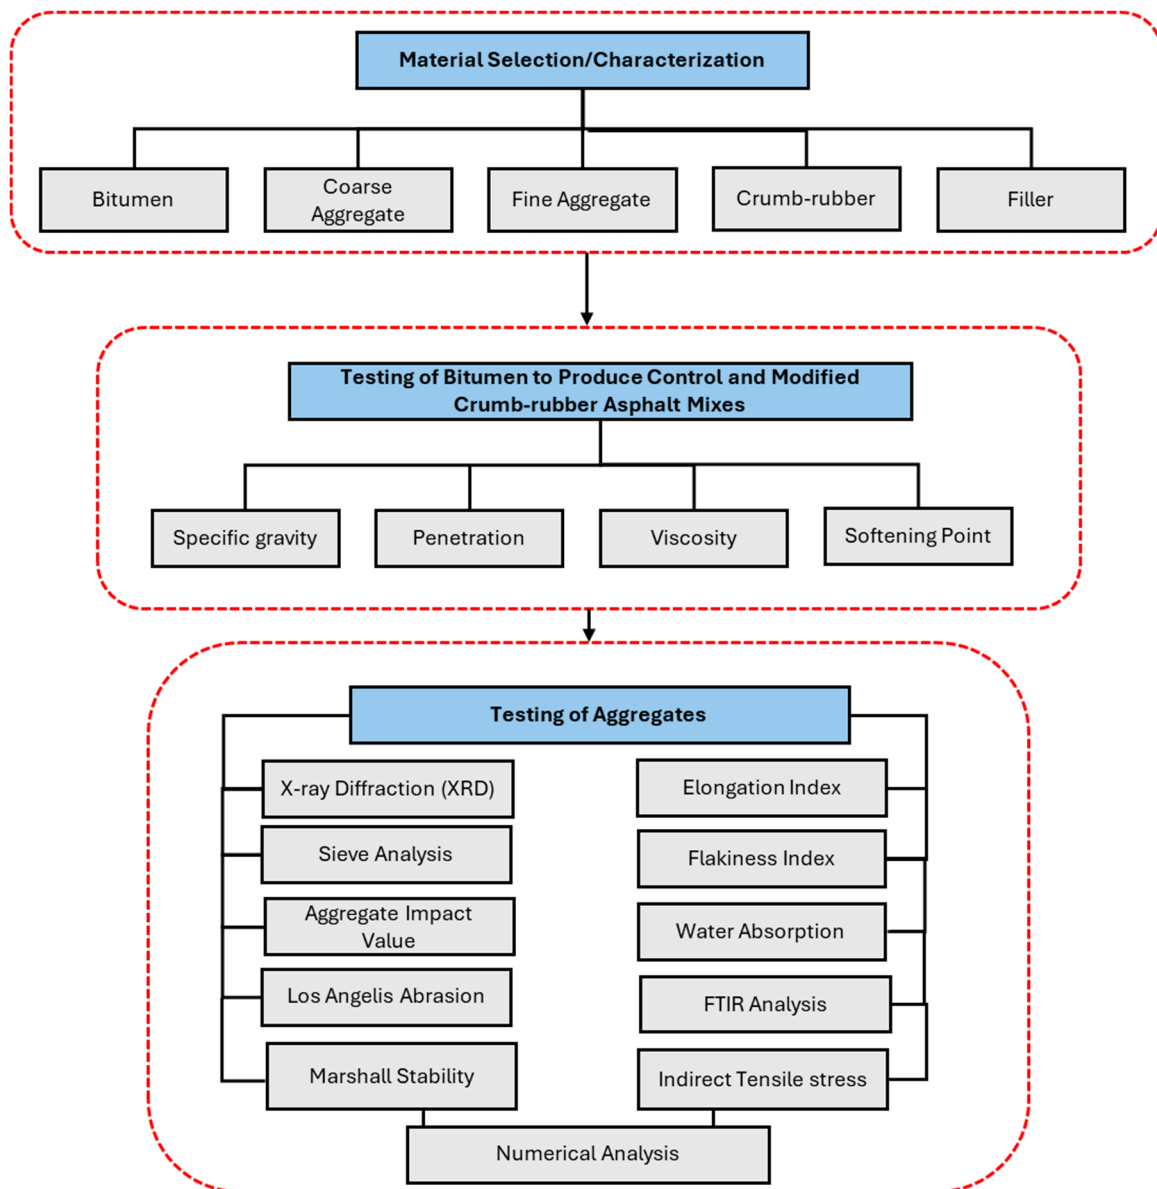 Material Selection/Characterization
Bitumen
Coarse
Aggregate
Fine Aggregate
Crumb-rubber
Filler
Testing of Bitumen to Produce Control and Modified
Crumb-rubber Asphalt Mixes
Specific gravity
Penetration
Viscosity
Softening Point
Testing of Aggregates
X-ray Diffraction (XRD)
Elongation Index
Sieve Analysis
Flakiness Index
Aggregate Impact
Value
Water Absorption
Los Angelis Abrasion
FTIR Analysis
Marshall Stability
Indirect Tensile stress
Numerical Analysis